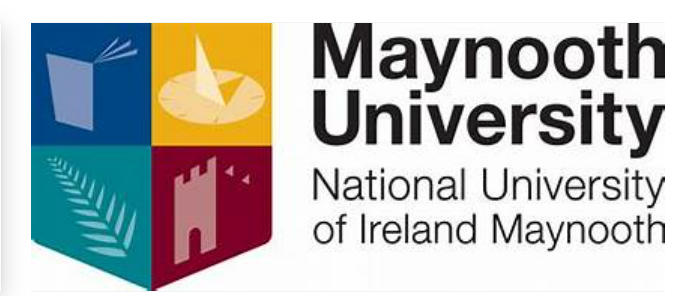 Maynooth
University
National University
of Ireland Maynooth